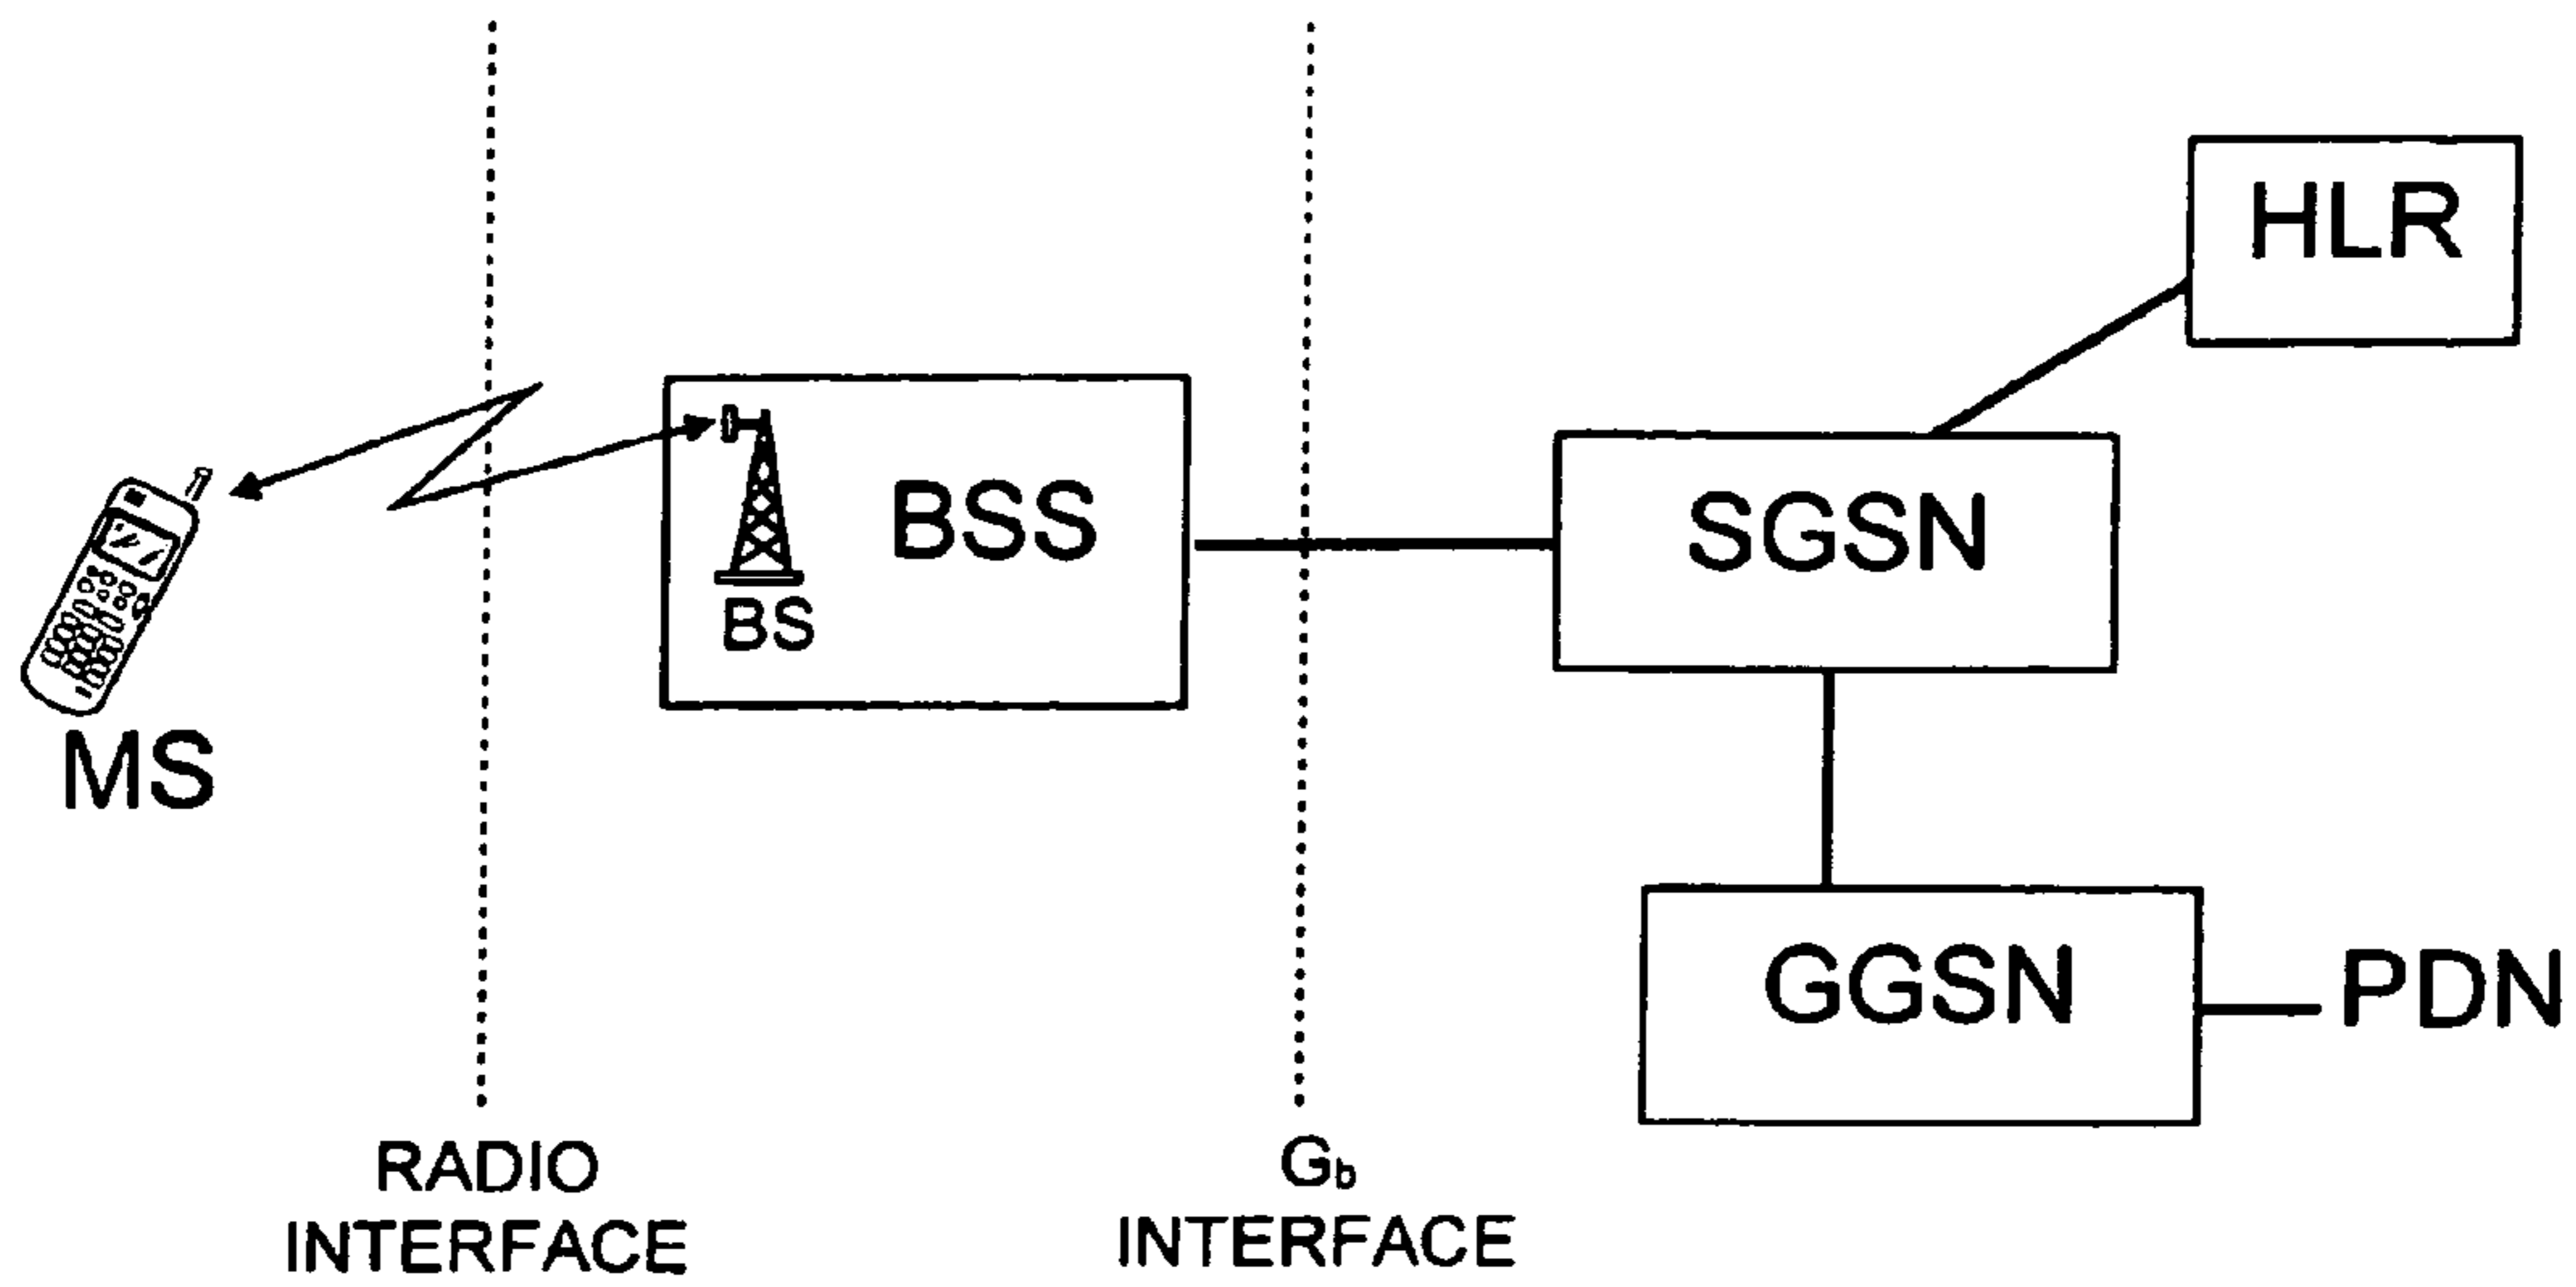 HLR
BSS
SGSN
BS
MS
GGSN
PDN
RADIO
INTERFACE
Gb
INTERFACE